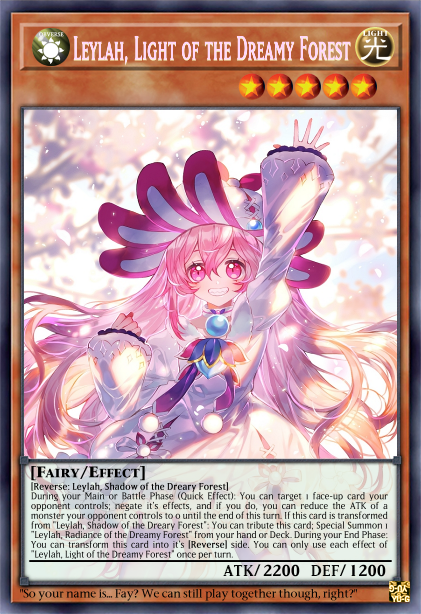 REVERSE
LEYLAH, LIGHT OF THE DREAMY FOREST
LIGHT
光
[FAIRY/EFFECT]
[Reverse: Leylah, Shadow of the Dreary Forest]
During your Main or Battle Phase (Quick Effect): You can target 1 face-up card your
opponent controls; negate it's effects, and if you do, you can reduce the ATK of a
monster your opponent controls to 0 until the end of this turn. If this card is transformed
from "Leylah, Shadow of the Dreary Forest": You can tribute this card; Special Summon 1
"Leylah, Radiance of the Dreamy Forest" from your hand or Deck. During your End Phase:
You can transform this card into it's [Reverse] side. You can only use each effect of
"Leylah, Light of the Dreamy Forest" once per turn.
ATK/ 2200 DEF/ 1200
"So your name is... Fay? We can still play together though, right?"